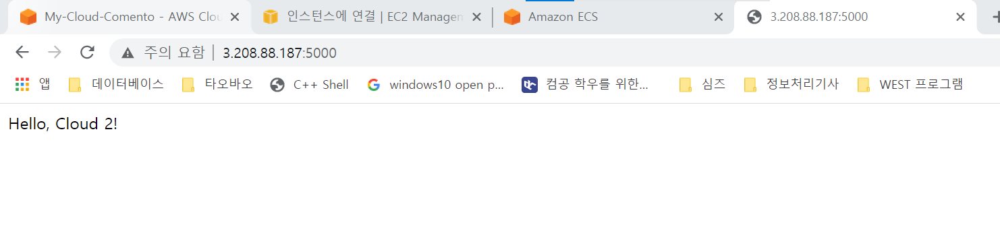 My-Cloud-Comento - AWS Clou
인스턴스에 연결 | EC2 Managem
Amazon ECS
3.208.88.187:5000
주의 요함 | 3.208.88.187:5000
앱 데이터베이스 타오바오 C++ Shell windows10 open p... 컴공 학우를 위한... 심즈 정보처리기사 WEST 프로그램
Hello, Cloud 2!